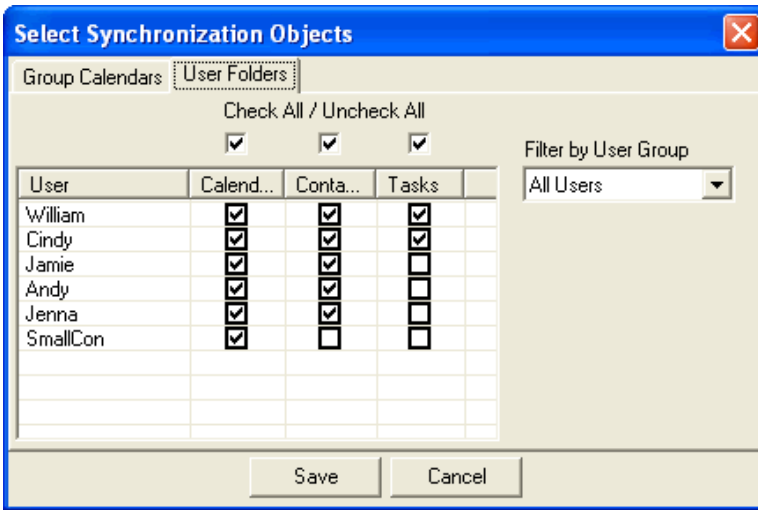 Select Synchronization Objects
Group Calendars User Folders
Check All / Uncheck All
Filter by User Group
All Users
User Calend... Conta... Tasks
William
Cindy
Jamie
Andy
Jenna
SmallCon
Save Cancel